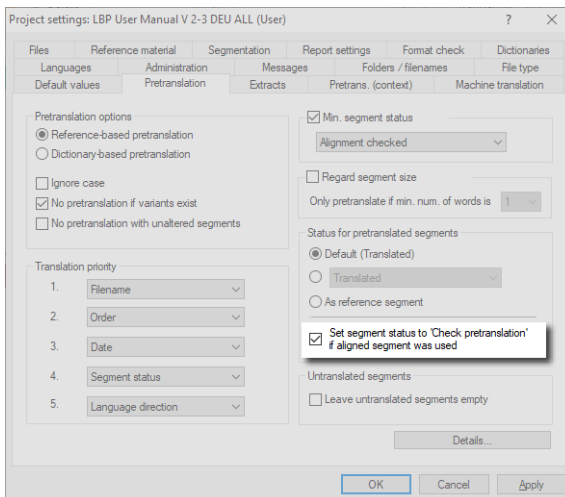 Project settings: LBP User Manual V 2-3 DEU ALL (User)
?
Files Reference material Segmentation Report settings Format check Dictionaries
Languages Administration Messages Folders / filenames File type
Default values Pretranslation Extracts Pretrans. (context) Machine translation
Pretranslation options
Reference-based pretranslation
Dictionary-based pretranslation
Ignore case
No pretranslation if variants exist
No pretranslation with unaltered segments
Translation priority
1. Filename
2. Order
3. Date
4. Segment status
5. Language direction
Min. segment status
Alignment checked
Regard segment size
Only pretranslate if min. num. of words is 1
Status for pretranslated segments
Default (Translated)
Translated
As reference segment
Set segment status to 'Check pretranslation'
if aligned segment was used
Untranslated segments
Leave untranslated segments empty
Details...
OK Cancel Apply